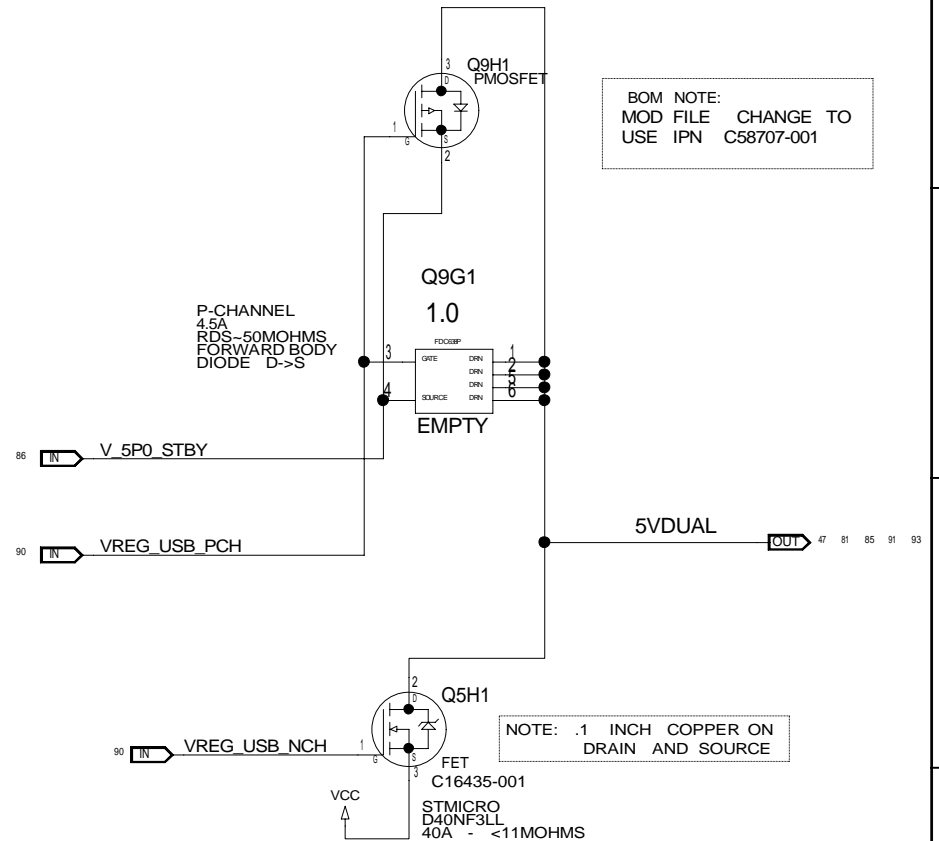 3
D
Q9H1
PMOSFET
1
G
S
2
BOM NOTE:
MOD FILE CHANGE TO
USE IPN C58707-001
Q9G1
1.0
P-CHANNEL
4.5A
RDS~50MOHMS
FORWARD BODY
DIODE D->S
FDC638P
3
GATE
DRN
1
DRN
2
DRN
5
4
SOURCE
DRN
6
EMPTY
86
IN
V_5P0_STBY
90
IN
VREG_USB_PCH
5VDUAL
OUT
47 81 85 91 93
2
D
Q5H1
90
IN
VREG_USB_NCH
1
G
S
3
FET
C16435-001
NOTE: .1 INCH COPPER ON
DRAIN AND SOURCE
VCC
STMICRO
D40NF3LL
40A - <11MOHMS